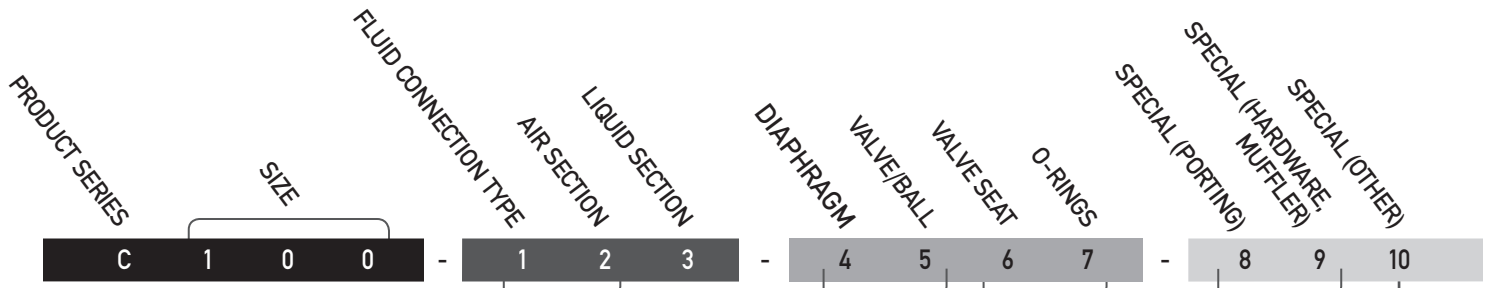 PRODUCT SERIES
SIZE
FLUID CONNECTION TYPE
AIR SECTION
LIQUID SECTION
DIAPHRAGM
VALVE/BALL
VALVE SEAT
O-RINGS
SPECIAL (PORTING)
SPECIAL (HARDWARE,
MUFFLER)
SPECIAL (OTHER)
C 1 0 0 - 1 2 3 - 4 5 6 7 - 8 9 10